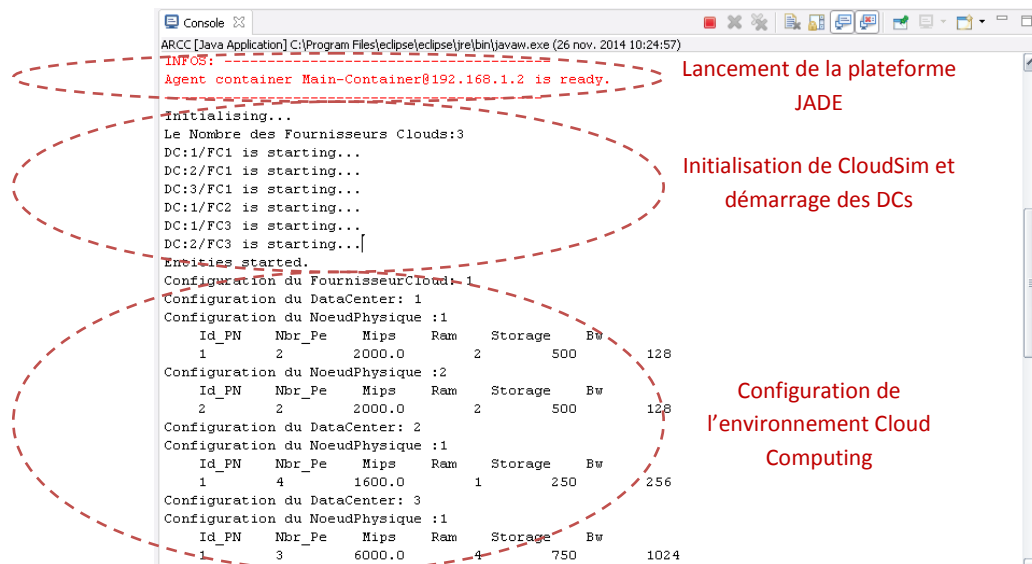 Console
ARCC [Java Application] C:\Program Files\eclipse\eclipse\jre\bin\javaw.exe (26 nov. 2014 10:24:57)
INFOS: --------------------------------------
Agent container Main-Container@192.168.1.2 is ready.
--------------------------------------------
Initialising...
Le Nombre des Fournisseurs Clouds:3
DC:1/FC1 is starting...
DC:2/FC1 is starting...
DC:3/FC1 is starting...
DC:1/FC2 is starting...
DC:1/FC3 is starting...
DC:2/FC3 is starting...
Entities started.
Configuration du FournisseurCloud: 1
Configuration du DataCenter: 1
Configuration du NoeudPhysique :1
Id_PN Nbr_Pe Mips Ram Storage Bw
1 2 2000.0 2 500 128
Configuration du NoeudPhysique :2
Id_PN Nbr_Pe Mips Ram Storage Bw
2 2 2000.0 2 500 128
Configuration du DataCenter: 2
Configuration du NoeudPhysique :1
Id_PN Nbr_Pe Mips Ram Storage Bw
1 4 1600.0 1 250 256
Configuration du DataCenter: 3
Configuration du NoeudPhysique :1
Id_PN Nbr_Pe Mips Ram Storage Bw
1 3 6000.0 4 750 1024
Lancement de la plateforme
JADE
Initialisation de CloudSim et
démarrage des DCs
Configuration de
l’environnement Cloud
Computing